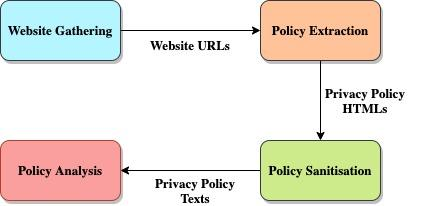 Website Gathering
Website URLs
Policy Extraction
Privacy Policy
HTMLs
Policy Sanitisation
Privacy Policy
Texts
Policy Analysis